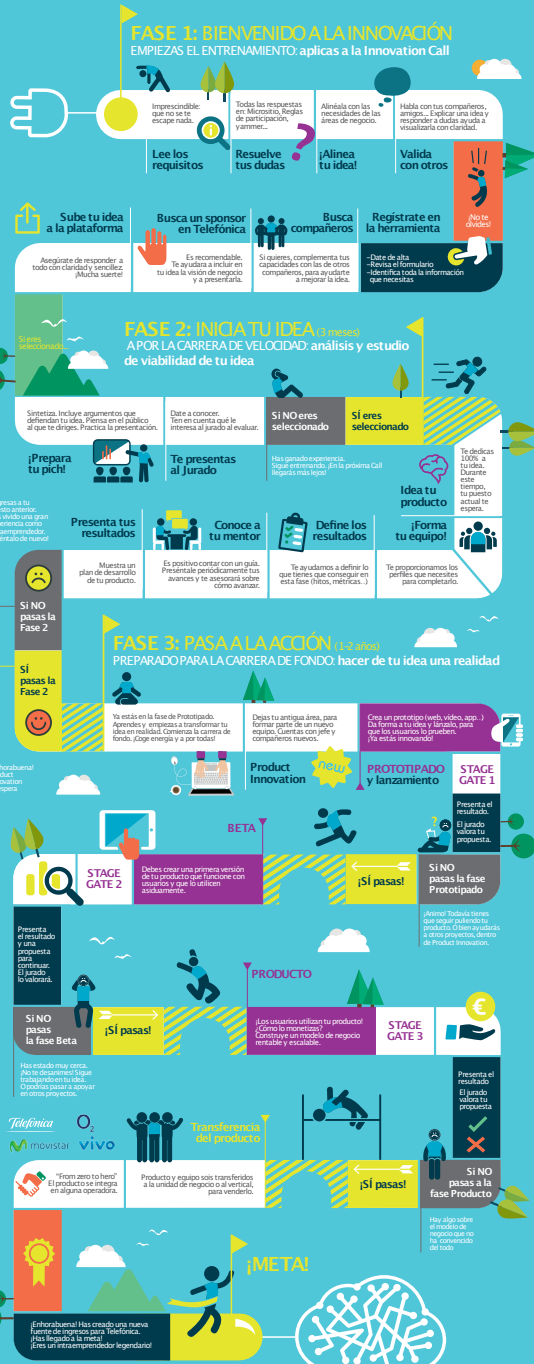 FASE 1: BIENVENIDO A LA INNOVACIÓN
EMPIEZAS EL ENTRENAMIENTO: aplicas a la Innovation Call
Imprescindible:
que no se te
escape nada.
Lee los
requisitos
Todas las respuestas
en: Micrositio, Reglas
de participación,
yammer...
Resuelve
tus dudas
Alinéala con las
necesidades de las
áreas de negocio.
¡Alinea
tu idea!
Habla con tus compañeros,
amigos... Explicar una idea y
responder a dudas ayuda a
visualizarla con claridad.
Valida
con otros
¡No te
olvides!
Regístrate en
la herramienta
–Date de alta
–Revisa el formulario
–Identifica toda la información
que necesitas
Busca
compañeros
Si quieres, complementa tus
capacidades con las de otros
compañeros, para ayudarte
a mejorar la idea.
Busca un sponsor
en Telefónica
Es recomendable.
Te ayudara a incluir en
tu idea la visión de negocio
y a presentarla.
Sube tu idea
a la plataforma
Asegúrate de responder a
todo con claridad y sencillez.
¡Mucha suerte!
Si eres
seleccionado...
FASE 2: INICIA TU IDEA (3 meses)
A POR LA CARRERA DE VELOCIDAD: análisis y estudio
de viabilidad de tu idea
Sintetiza. Incluye argumentos que
defiendan tu idea. Piensa en el público
al que te diriges. Practica la presentación.
¡Prepara
tu pich!
Date a conocer.
Ten en cuenta qué le
interesa al jurado al evaluar.
Te presentas
al Jurado
Si NO eres
seleccionado
Has ganado experiencia.
Sigue entrenando. ¡En la próxima Call
llegarás más lejos!
SÍ eres
seleccionado
Te dedicas
100% a
tu idea.
Durante
este
tiempo,
tu puesto
actual te
espera.
Idea tu
producto
¡Forma
tu equipo!
Te proporcionamos los
perfiles que necesites
para completarlo.
Define los
resultados
Te ayudamos a definir lo
que tienes que conseguir en
esta fase (hitos, métricas..)
Conoce a
tu mentor
Es positivo contar con un guía.
Preséntale periódicamente tus
avances y te asesorará sobre
cómo avanzar.
Presenta tus
resultados
Muestra un
plan de desarrollo
de tu producto.
gresas a tu
sto anterior.
vivido una gran
eriencia como
aemprendedor.
éntalo de nuevo!
Si NO
pasas la
Fase 2
SÍ
pasas la
Fase 2
horabuena!
duct
ovation
spera
FASE 3: PASA A LA ACCIÓN (1-2 años)
PREPARADO PARA LA CARRERA DE FONDO: hacer de tu idea una realidad
Ya estás en la fase de Prototipado.
Aprendes y empiezas a transformar tu
idea en realidad. Comienza la carrera de
fondo. ¡Coge energía y a por todas!
Dejas tu antigua área, para
formar parte de un nuevo
equipo. Cuentas con jefe y
compañeros nuevos.
Product
Innovation
new
Crea un prototipo (web, vídeo, app..)
Da forma a tu idea y lánzalo, para
que los usuarios lo prueben.
¡Ya estás innovando!
PROTOTIPADO
y lanzamiento
STAGE
GATE 1
Presenta el
resultado.
El jurado
valora tu
propuesta.
Si NO
pasas la fase
Prototipado
¡Animo! Todavía tienes
que seguir puliendo tu
producto. O bien ayudarás
a otros proyectos, dentro
de Product Innovation.
¡SÍ pasas!
BETA
Debes crear una primera versión
de tu producto que funcione con
usuarios y que lo utilicen
asiduamente.
STAGE
GATE 2
Presenta
el resultado
y una
propuesta
para
continuar.
El jurado
lo valorará.
Si NO
pasas
la fase Beta
Has estado muy cerca.
¡No te desanimes! Sigue
trabajando en tu idea.
O podrías pasar a apoyar
en otros proyectos.
¡SÍ pasas!
PRODUCTO
¡Los usuarios utilizan tu producto!
¿Cómo lo monetizas?
Construye un modelo de negocio
rentable y escalable.
STAGE
GATE 3
€
Presenta el
resultado
El jurado
valora tu
propuesta
Si NO
pasas a la
fase Producto
Hay algo sobre
el modelo de
negocio que no
ha convencido
del todo
¡SÍ pasas!
Transferencia
del producto
Producto y equipo sois transferidos
a la unidad de negocio o al vertical,
para venderlo.
Telefónica
O2
movistar
vivo
"From zero to hero"
El producto se integra
en alguna operadora.
¡META!
¡Enhorabuena! Has creado una nueva
fuente de ingresos para Telefónica.
¡Has llegado a la meta!
¡Eres un intraemprendedor legendario!